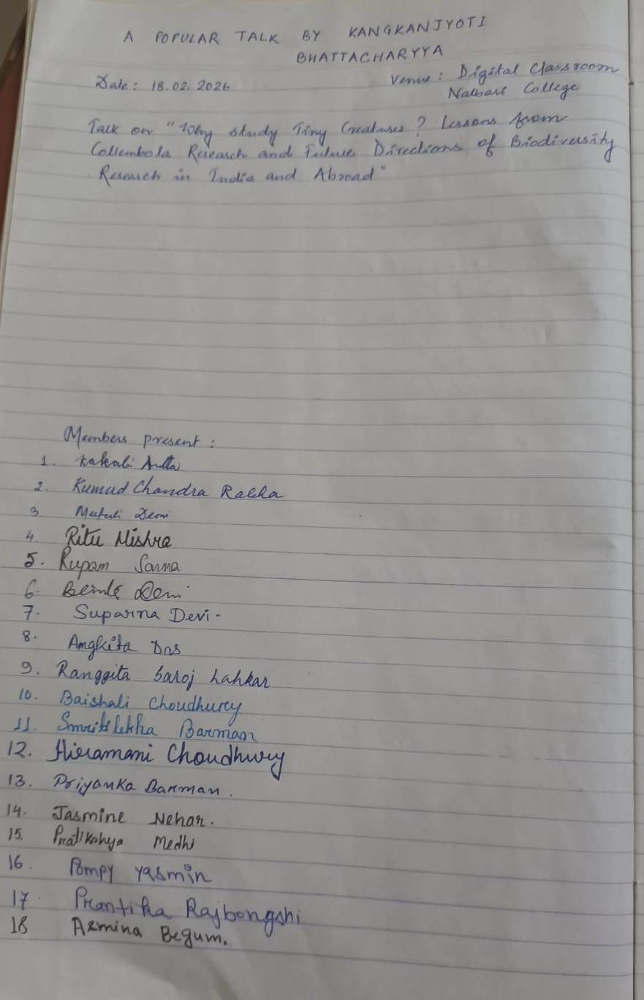 A POPULAR TALK BY KANGKANJYOTI
BHATTACHARYYA
Date: 18.02.2026
Venue: Digital Classroom
Nalbari College
Talk on "Why study Tiny Creatures? Lessons from
Collembola Research and Future Directions of Biodiversity
Research in India and Abroad"
Members present:
1. Kakali
2. Kumud Chandra
3.
4. Ritu Mishra
5. Rupam Sarma
6.
7. Suparna Devi.
8. Angkita Das
9. Ranggita Saroj Lahkar
10. Baishali Choudhury
11. Smritilekha Barman
12. Hiramani Choudhury
13. Priyanka Barman.
14. Jasmine Nehar.
15. Pratikshya Medhi
16. Pompy Yasmin
17. Prantika Rajbongshi
18 Azmina Begum.